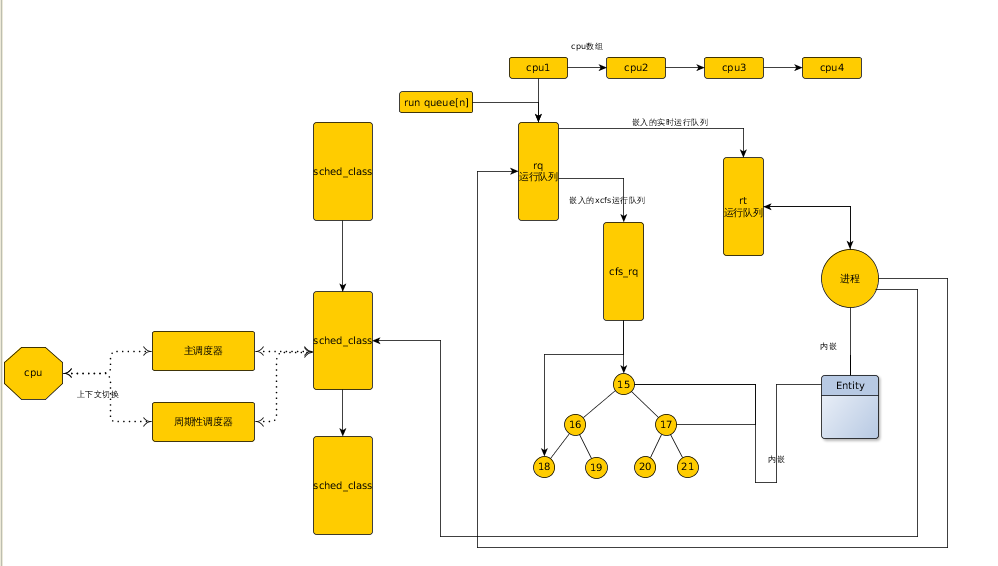 cpu数组
cpu1
cpu2
cpu3
cpu4
run queue[n]
嵌入的实时运行队列
sched_class
rq
运行队列
嵌入的xcfs运行队列
rt
运行队列
cfs_rq
进程
sched_class
主调度器
内嵌
cpu
上下文切换
15
Entity
周期性调度器
16
17
内嵌
18
19
20
21
sched_class